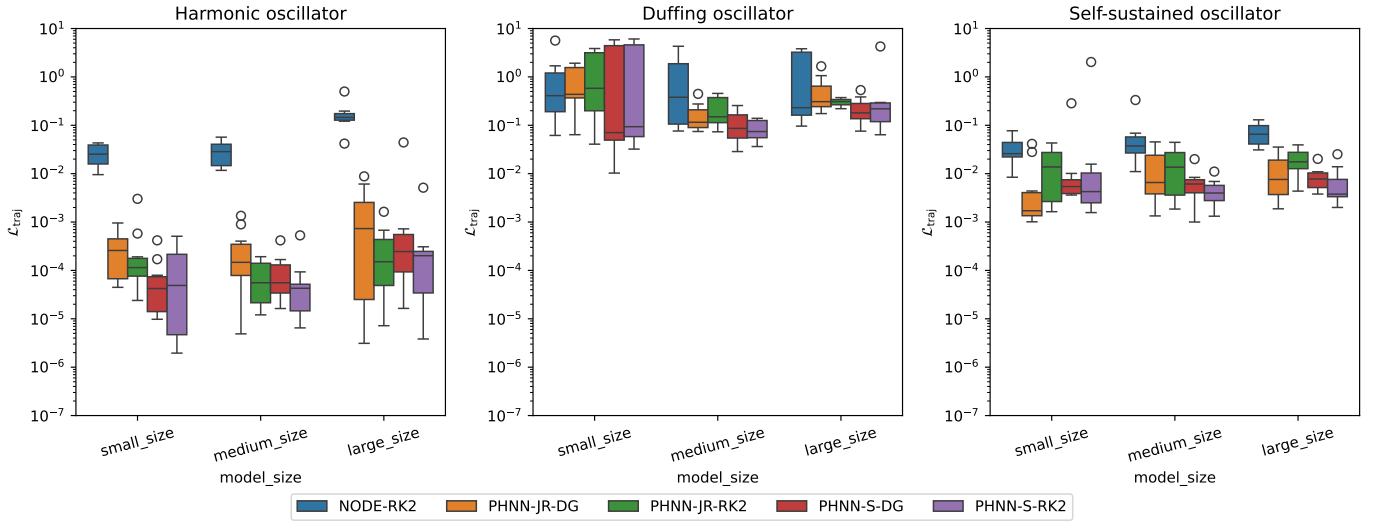 Harmonic oscillator
10^1
10^0
10^-1
10^-2
10^-3
10^-4
10^-5
10^-6
10^-7
ℒ_traj
small_size medium_size large_size
model_size
Duffing oscillator
10^1
10^0
10^-1
10^-2
10^-3
10^-4
10^-5
10^-6
10^-7
ℒ_traj
small_size medium_size large_size
model_size
Self-sustained oscillator
10^1
10^0
10^-1
10^-2
10^-3
10^-4
10^-5
10^-6
10^-7
ℒ_traj
small_size medium_size large_size
model_size
NODE-RK2 PHNN-JR-DG PHNN-JR-RK2 PHNN-S-DG PHNN-S-RK2